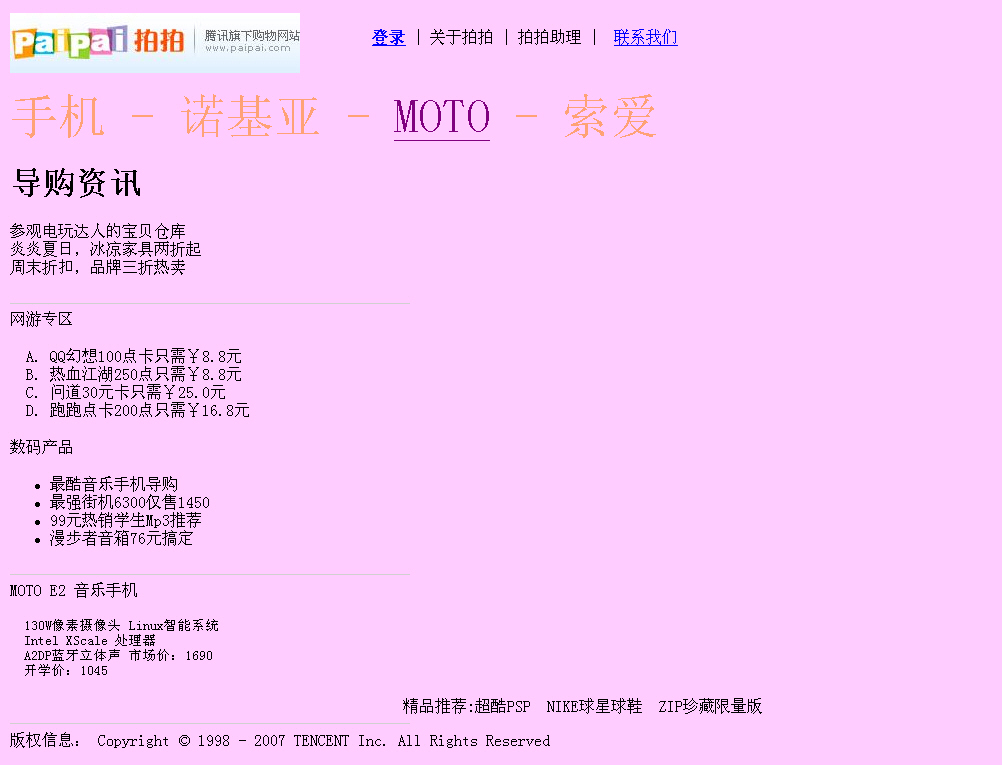 PaiPai 拍拍 腾讯旗下购物网站
www.paipai.com
登录 | 关于拍拍 | 拍拍助理 | 联系我们
手机 - 诺基亚 - MOTO - 索爱
导购资讯
参观电玩达人的宝贝仓库
炎炎夏日，冰凉家具两折起
周末折扣，品牌三折热卖
网游专区
A. QQ幻想100点卡只需￥8.8元
B. 热血江湖250点只需￥8.8元
C. 问道30元卡只需￥25.0元
D. 跑跑点卡200点只需￥16.8元
数码产品
• 最酷音乐手机导购
• 最强街机6300仅售1450
• 99元热销学生Mp3推荐
• 漫步者音箱76元搞定
MOTO E2 音乐手机
130W像素摄像头 Linux智能系统
Intel XScale 处理器
A2DP蓝牙立体声 市场价：1690
开学价：1045
精品推荐:超酷PSP NIKE球星球鞋 ZIP珍藏限量版
版权信息： Copyright © 1998 - 2007 TENCENT Inc. All Rights Reserved